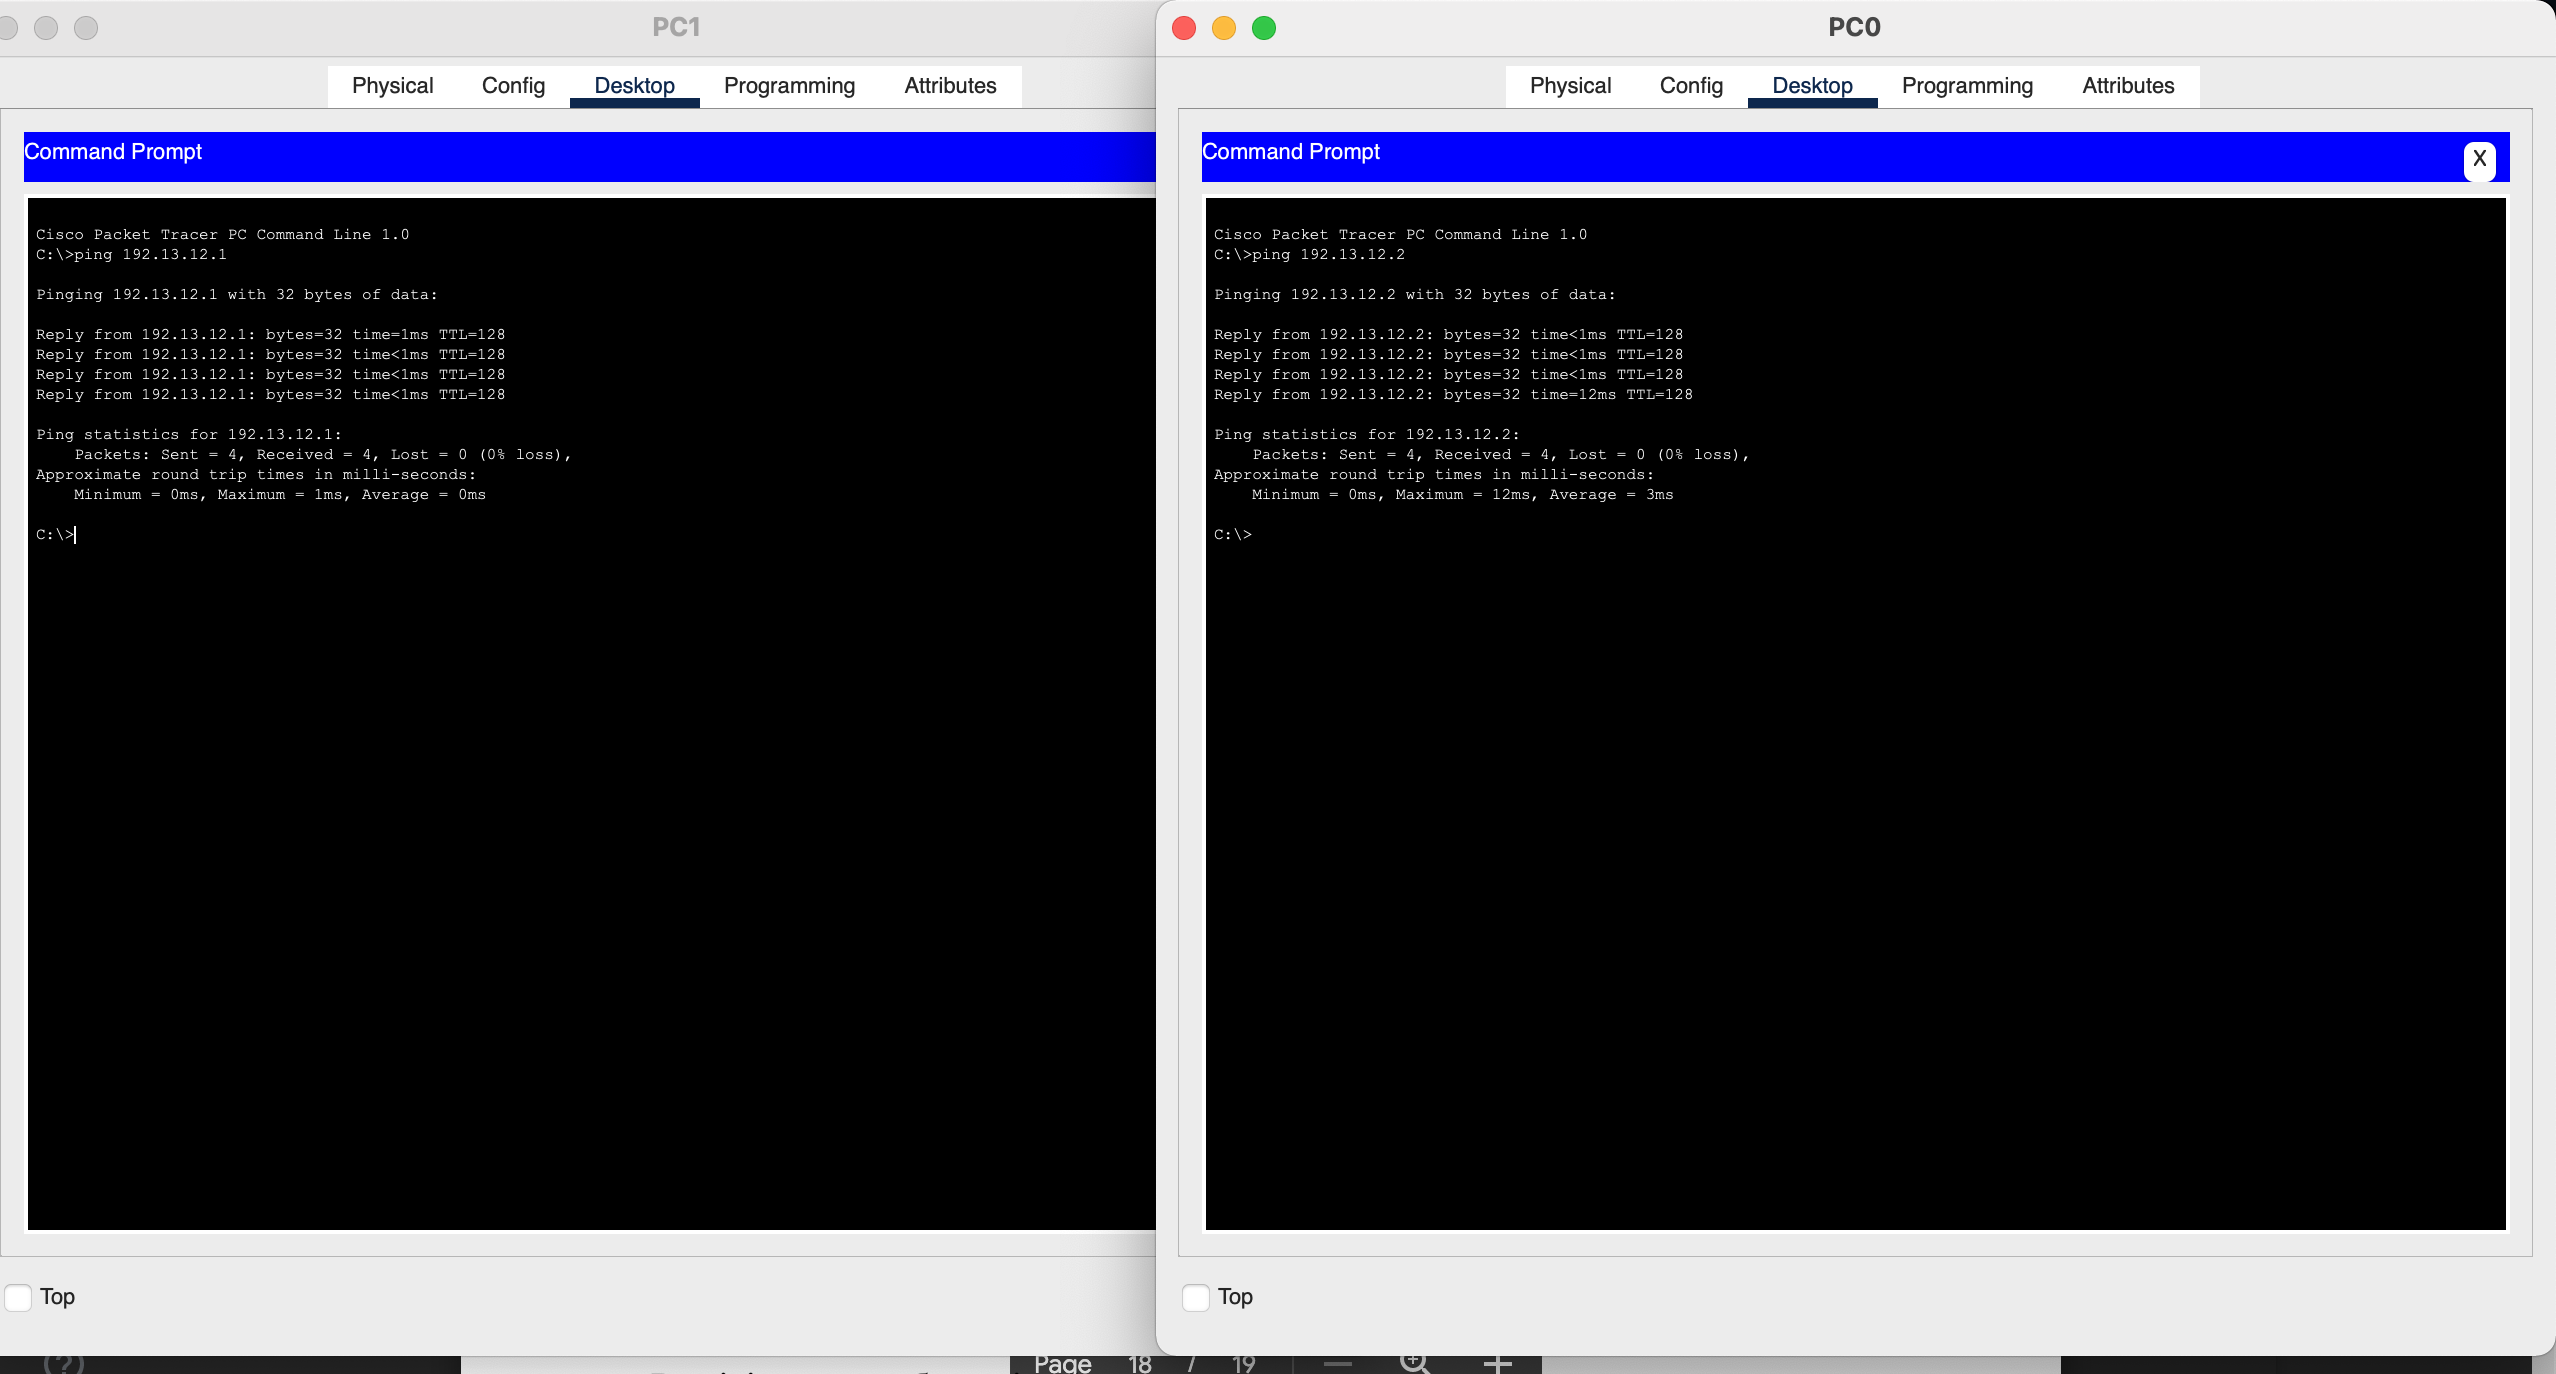 PC1
Physical Config Desktop Programming Attributes
Command Prompt
Cisco Packet Tracer PC Command Line 1.0
C:\>ping 192.13.12.1
Pinging 192.13.12.1 with 32 bytes of data:
Reply from 192.13.12.1: bytes=32 time=1ms TTL=128
Reply from 192.13.12.1: bytes=32 time<1ms TTL=128
Reply from 192.13.12.1: bytes=32 time<1ms TTL=128
Reply from 192.13.12.1: bytes=32 time<1ms TTL=128
Ping statistics for 192.13.12.1:
Packets: Sent = 4, Received = 4, Lost = 0 (0% loss),
Approximate round trip times in milli-seconds:
Minimum = 0ms, Maximum = 1ms, Average = 0ms
C:\>
Top
PC0
Physical Config Desktop Programming Attributes
Command Prompt
X
Cisco Packet Tracer PC Command Line 1.0
C:\>ping 192.13.12.2
Pinging 192.13.12.2 with 32 bytes of data:
Reply from 192.13.12.2: bytes=32 time<1ms TTL=128
Reply from 192.13.12.2: bytes=32 time<1ms TTL=128
Reply from 192.13.12.2: bytes=32 time<1ms TTL=128
Reply from 192.13.12.2: bytes=32 time=12ms TTL=128
Ping statistics for 192.13.12.2:
Packets: Sent = 4, Received = 4, Lost = 0 (0% loss),
Approximate round trip times in milli-seconds:
Minimum = 0ms, Maximum = 12ms, Average = 3ms
C:\>
Top
Page 18 / 19